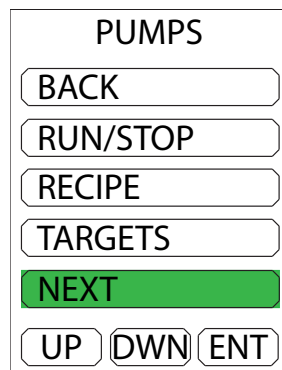 PUMPS
BACK
RUN/STOP
RECIPE
TARGETS
NEXT
UP DWN ENT